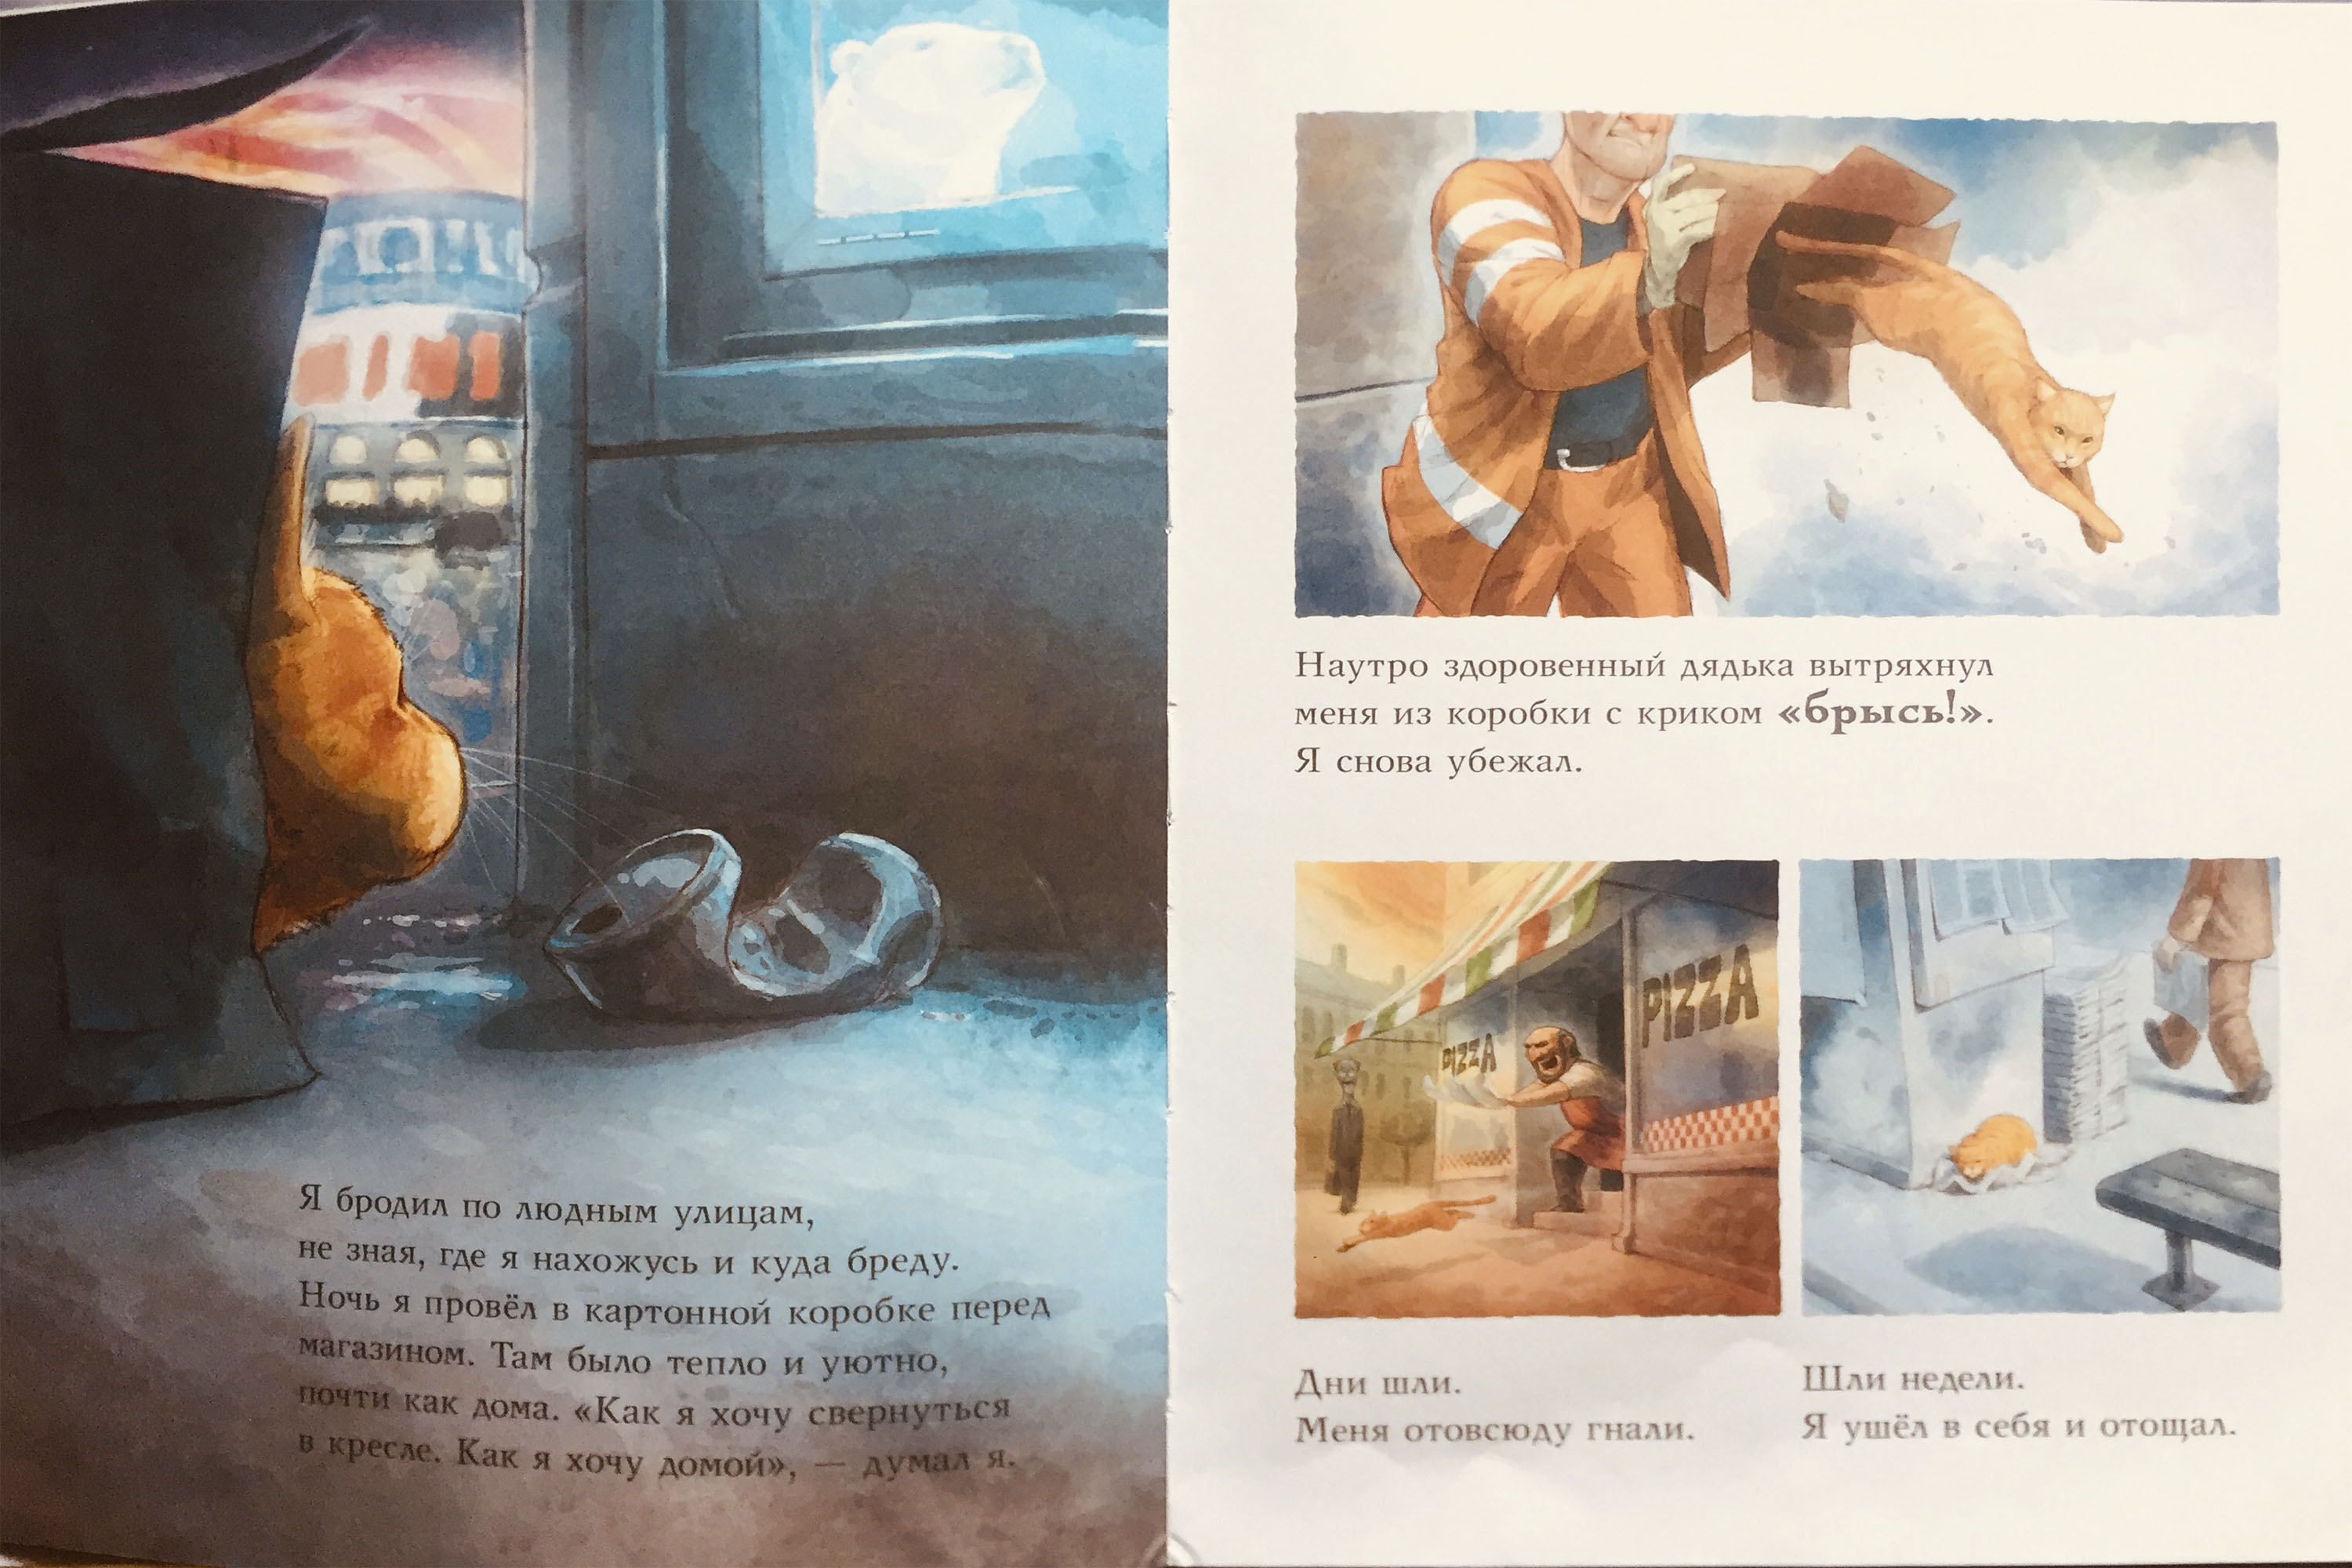 Я бродил по людным улицам,
не зная, где я нахожусь и куда бреду.
Ночь я провёл в картонной коробке перед
магазином. Там было тепло и уютно,
почти как дома. «Как я хочу свернуться
в кресле. Как я хочу домой», — думал я.
Наутро здоровенный дядька вытряхнул
меня из коробки с криком «брысь!».
Я снова убежал.
PIZZA
PIZZA
Дни шли.
Меня отовсюду гнали.
Шли недели.
Я ушёл в себя и отощал.